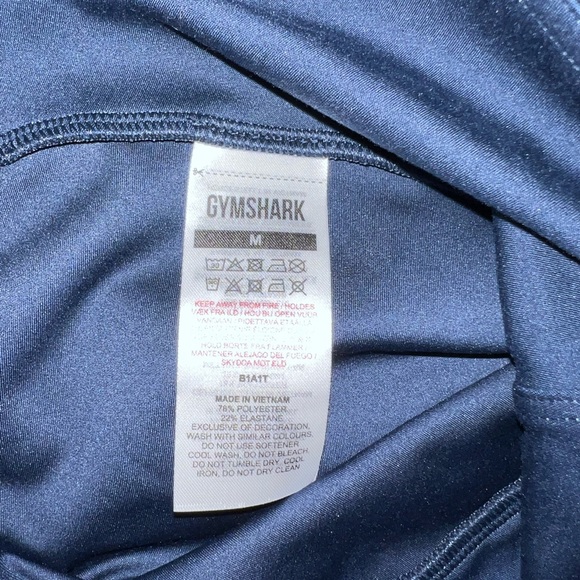 GYMSHARK
M
KEEP AWAY FROM FIRE / HOLDES
VÆK FRA ILD / HOU BIJ OPEN VUUR
HÅLL BORTE FRA FLAMMER /
MANTENER ALEJADO DEL FUEGO /
SKYDDA MOT ELD
B1A1T
MADE IN VIETNAM
78% POLYESTER,
22% ELASTANE,
EXCLUSIVE OF DECORATION,
WASH WITH SIMILAR COLOURS,
DO NOT USE SOFTENER
COOL WASH, DO NOT BLEACH,
DO NOT TUMBLE DRY, COOL
IRON, DO NOT DRY CLEAN